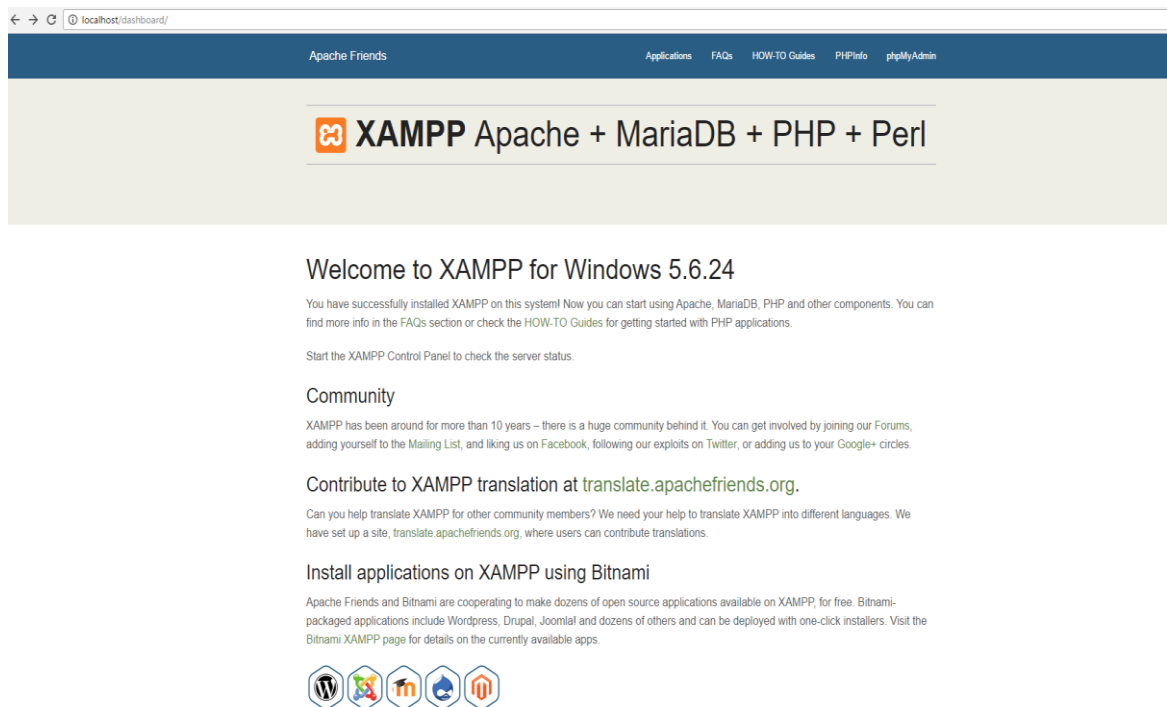 localhost/dashboard/
Apache Friends Applications FAQs HOW-TO Guides PHPInfo phpMyAdmin
XAMPP Apache + MariaDB + PHP + Perl
Welcome to XAMPP for Windows 5.6.24
You have successfully installed XAMPP on this system! Now you can start using Apache, MariaDB, PHP and other components. You can
find more info in the FAQs section or check the HOW-TO Guides for getting started with PHP applications.
Start the XAMPP Control Panel to check the server status.
Community
XAMPP has been around for more than 10 years – there is a huge community behind it. You can get involved by joining our Forums,
adding yourself to the Mailing List, and liking us on Facebook, following our exploits on Twitter, or adding us to your Google+ circles.
Contribute to XAMPP translation at translate.apachefriends.org.
Can you help translate XAMPP for other community members? We need your help to translate XAMPP into different languages. We
have set up a site, translate.apachefriends.org, where users can contribute translations.
Install applications on XAMPP using Bitnami
Apache Friends and Bitnami are cooperating to make dozens of open source applications available on XAMPP, for free. Bitnami-
packaged applications include Wordpress, Drupal, Joomla! and dozens of others and can be deployed with one-click installers. Visit the
Bitnami XAMPP page for details on the currently available apps.